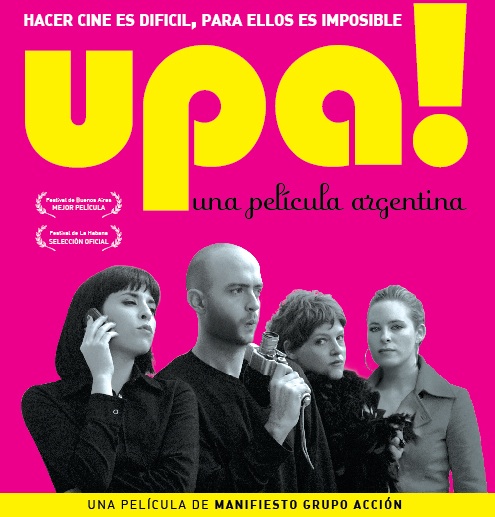 HACER CINE ES DIFICIL, PARA ELLOS ES IMPOSIBLE
upa!
una película argentina
Festival de Buenos Aires
MEJOR PELÍCULA
Festival de La Habana
SELECCIÓN OFICIAL
UNA PELÍCULA DE MANIFIESTO GRUPO ACCIÓN